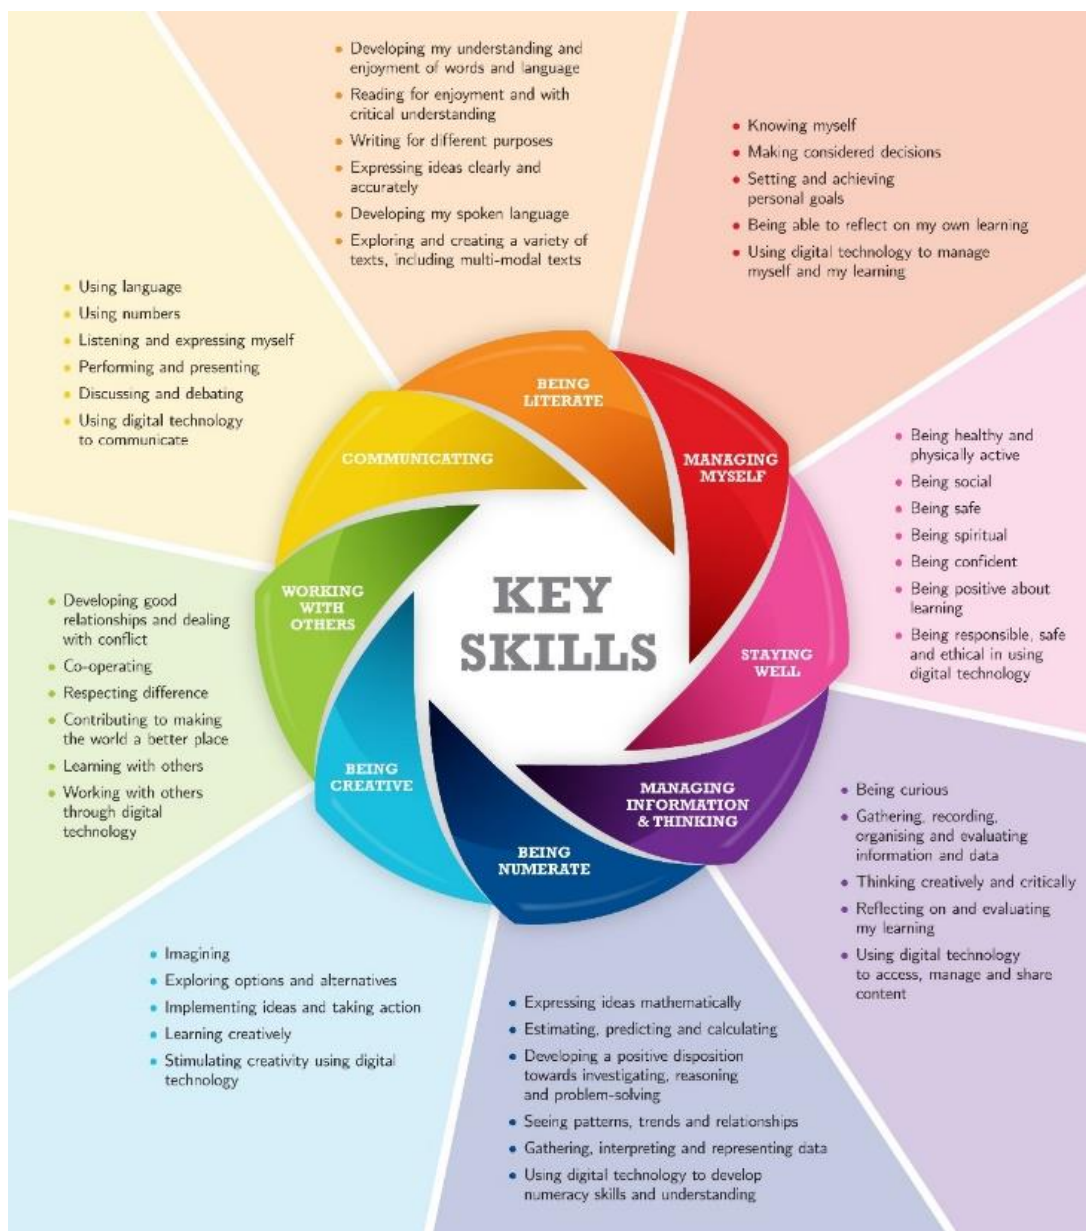 • Developing my understanding and
enjoyment of words and language
• Reading for enjoyment and with
critical understanding
• Writing for different purposes
• Expressing ideas clearly and
accurately
• Developing my spoken language
• Exploring and creating a variety of
texts, including multi-modal texts
• Knowing myself
• Making considered decisions
• Setting and achieving
personal goals
• Being able to reflect on my own learning
• Using digital technology to manage
myself and my learning
• Using language
• Using numbers
• Listening and expressing myself
• Performing and presenting
• Discussing and debating
• Using digital technology
to communicate
BEING
LITERATE
MANAGING
MYSELF
COMMUNICATING
• Being healthy and
physically active
• Being social
• Being safe
• Being spiritual
• Being confident
• Being positive about
learning
• Being responsible, safe
and ethical in using
digital technology
WORKING
WITH
OTHERS
KEY
SKILLS
STAYING
WELL
• Developing good
relationships and dealing
with conflict
• Co-operating
• Respecting difference
• Contributing to making
the world a better place
• Learning with others
• Working with others
through digital
technology
BEING
CREATIVE
BEING
NUMERATE
MANAGING
INFORMATION
& THINKING
• Being curious
• Gathering, recording,
organising and evaluating
information and data
• Thinking creatively and critically
• Reflecting on and evaluating
my learning
• Using digital technology
to access, manage and share
content
• Imagining
• Exploring options and alternatives
• Implementing ideas and taking action
• Learning creatively
• Stimulating creativity using digital
technology
• Expressing ideas mathematically
• Estimating, predicting and calculating
• Developing a positive disposition
towards investigating, reasoning
and problem-solving
• Seeing patterns, trends and relationships
• Gathering, interpreting and representing data
• Using digital technology to develop
numeracy skills and understanding